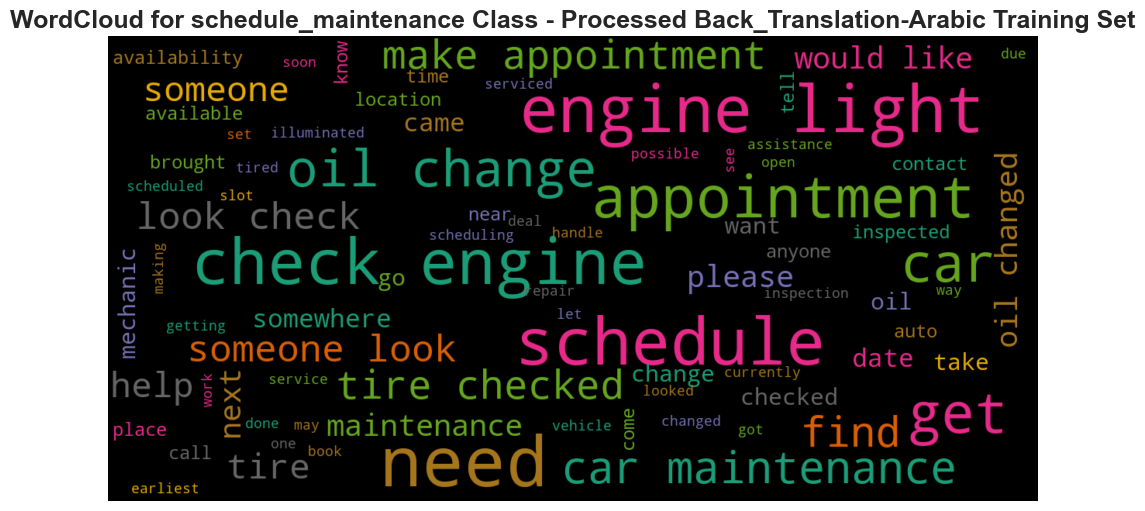 WordCloud for schedule_maintenance Class - Processed Back_Translation-Arabic Training Set
availability
soon
know
make appointment
would like
due
someone
time
serviced
engine light
tell
available
location
came
set
illuminated
brought
tired
oil change
possible
see
assistance
open
contact
scheduled
slot
appointment
oil changed
look check
near
deal
want
inspected
scheduling
handle
anyone
mechanic
making
check engine
go
please
car
repair
inspection
oil
way
getting
somewhere
let
schedule
auto
someone look
date
take
help
work
next
service
tire checked
change
currently
looked
checked
get
place
done
may
maintenance
vehicle
come
changed
got
find
call
one
book
tire
need
car maintenance
earliest